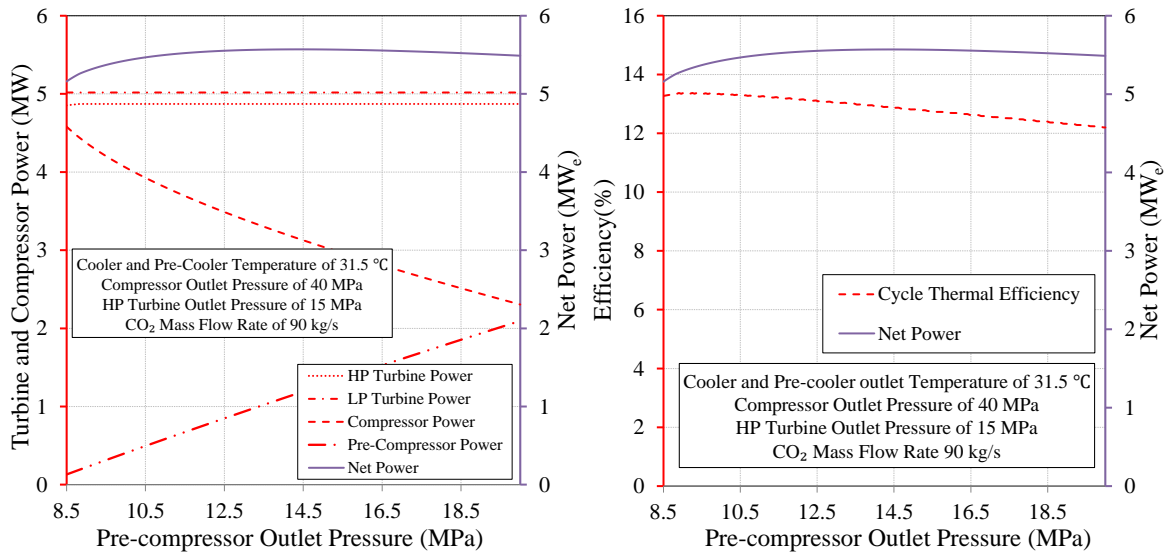 6
5
4
3
2
1
0
Turbine and Compressor Power (MW)
8.5
10.5
12.5
14.5
16.5
18.5
Pre-compressor Outlet Pressure (MPa)
6
5
4
3
2
1
0
Net Power (MWₑ)
Cooler and Pre-Cooler Temperature of 31.5 ℃
Compressor Outlet Pressure of 40 MPa
HP Turbine Outlet Pressure of 15 MPa
CO₂ Mass Flow Rate of 90 kg/s
HP Turbine Power
LP Turbine Power
Compressor Power
Pre-Compressor Power
Net Power
16
14
12
10
8
6
4
2
0
Efficiency(%)
8.5
10.5
12.5
14.5
16.5
18.5
Pre-compressor Outlet Pressure (MPa)
6
5
4
3
2
1
0
Net Power (MWₑ)
Cycle Thermal Efficiency
Net Power
Cooler and Pre-cooler outlet Temperature of 31.5 ℃
Compressor Outlet Pressure of 40 MPa
HP Turbine Outlet Pressure of 15 MPa
CO₂ Mass Flow Rate 90 kg/s